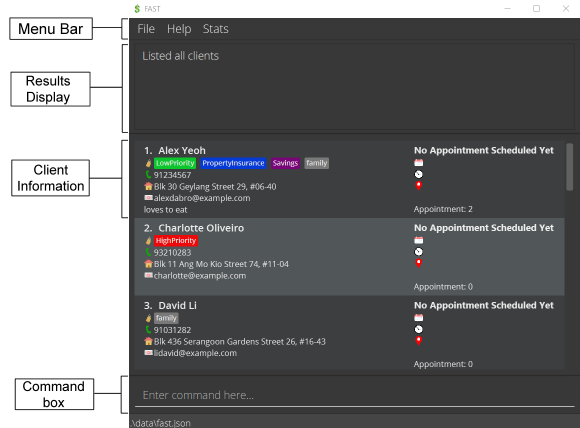 FAST
Menu Bar
File Help Stats
Results
Display
Listed all clients
Client
Information
1. Alex Yeoh
LowPriority PropertyInsurance Savings family
91234567
Blk 30 Geylang Street 29, #06-40
alexdabro@example.com
loves to eat
No Appointment Scheduled Yet
Appointment: 2
2. Charlotte Oliveiro
HighPriority
93210283
Blk 11 Ang Mo Kio Street 74, #11-04
charlotte@example.com
No Appointment Scheduled Yet
Appointment: 0
3. David Li
family
91031282
Blk 436 Serangoon Gardens Street 26, #16-43
lidavid@example.com
No Appointment Scheduled Yet
Appointment: 0
Command
box
Enter command here...
.\data\fast.json